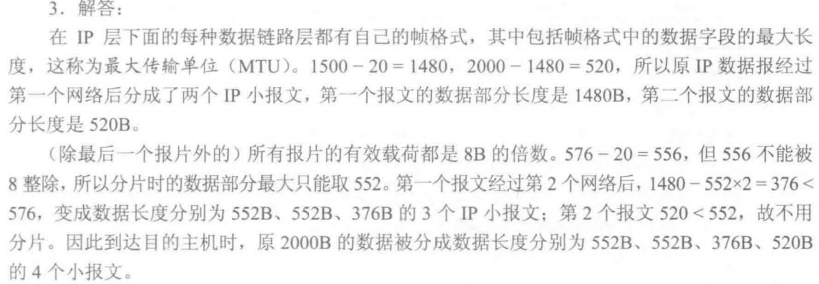 3．解答：
在 IP 层下面的每种数据链路层都有自己的帧格式，其中包括帧格式中的数据字段的最大长
度，这称为最大传输单位（MTU）。1500－20＝1480，2000－1480＝520，所以原 IP 数据报经过
第一个网络后分成了两个 IP 小报文，第一个报文的数据部分长度是 1480B，第二个报文的数据部
分长度是 520B。
（除最后一个报片外的）所有报片的有效载荷都是 8B 的倍数。576－20＝556，但 556 不能被
8 整除，所以分片时的数据部分最大只能取 552。第一个报文经过第 2 个网络后，1480－552×2＝376＜
576，变成数据长度分别为 552B、552B、376B 的 3 个 IP 小报文；第 2 个报文 520＜552，故不用
分片。因此到达目的主机时，原 2000B 的数据被分成数据长度分别为 552B、552B、376B、520B
的 4 个小报文。